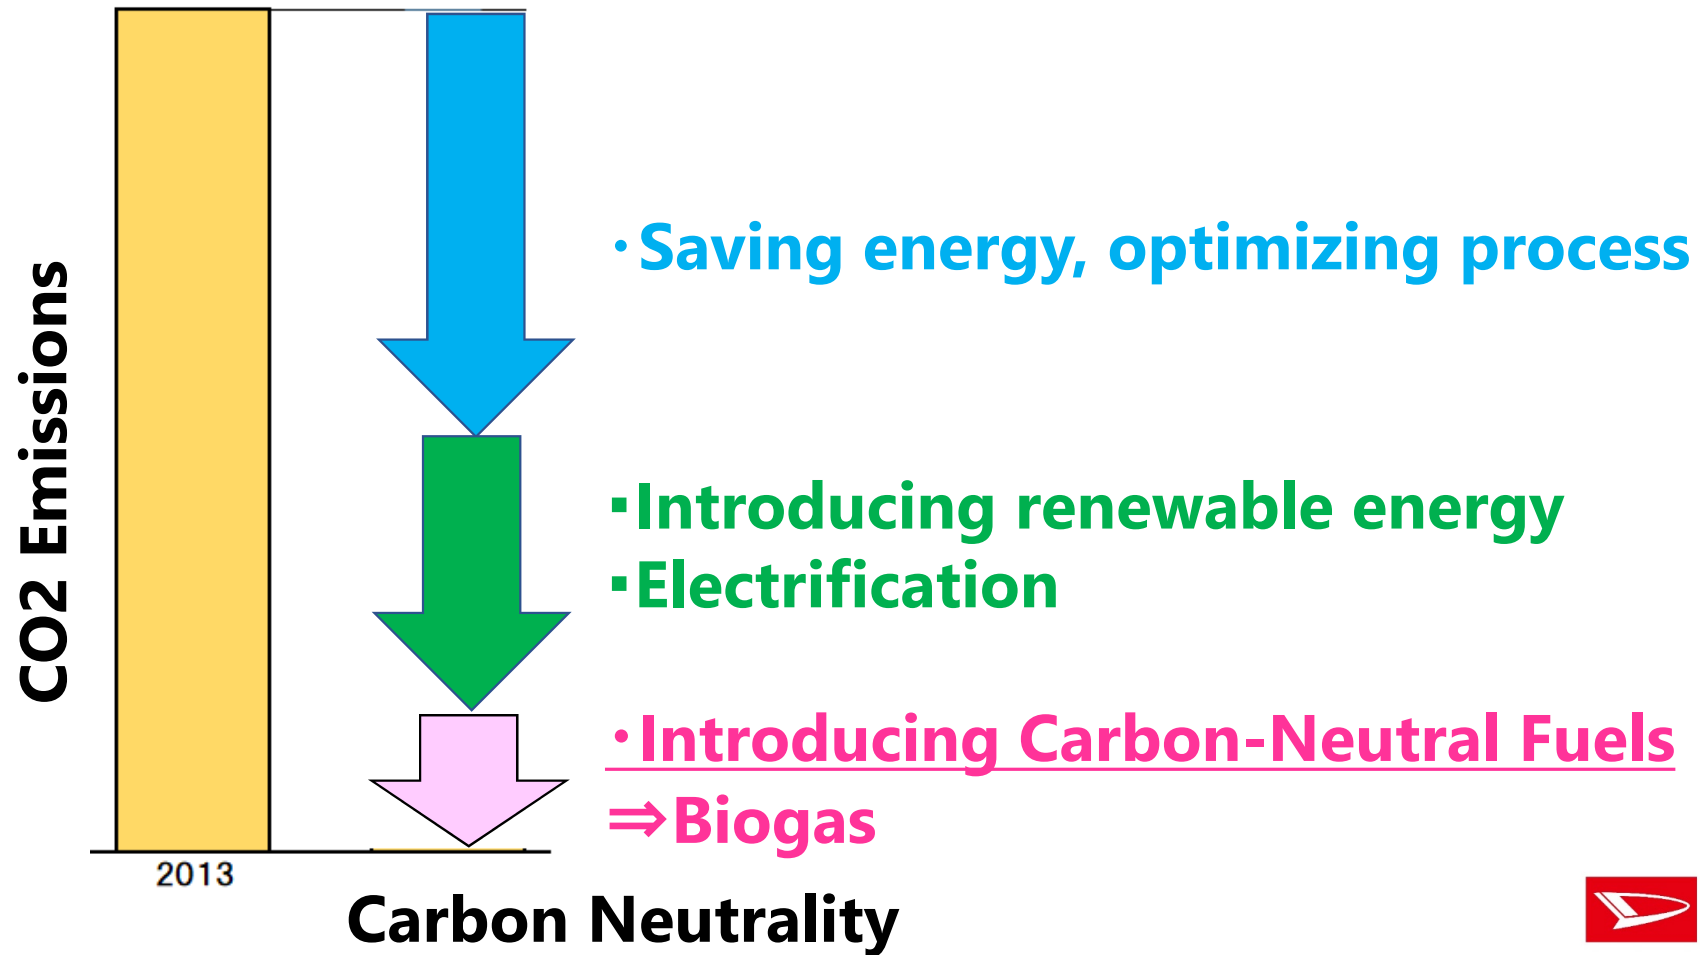 CO2 Emissions
・Saving energy, optimizing process
▪Introducing renewable energy
▪Electrification
・Introducing Carbon-Neutral Fuels
⇒Biogas
2013
Carbon Neutrality